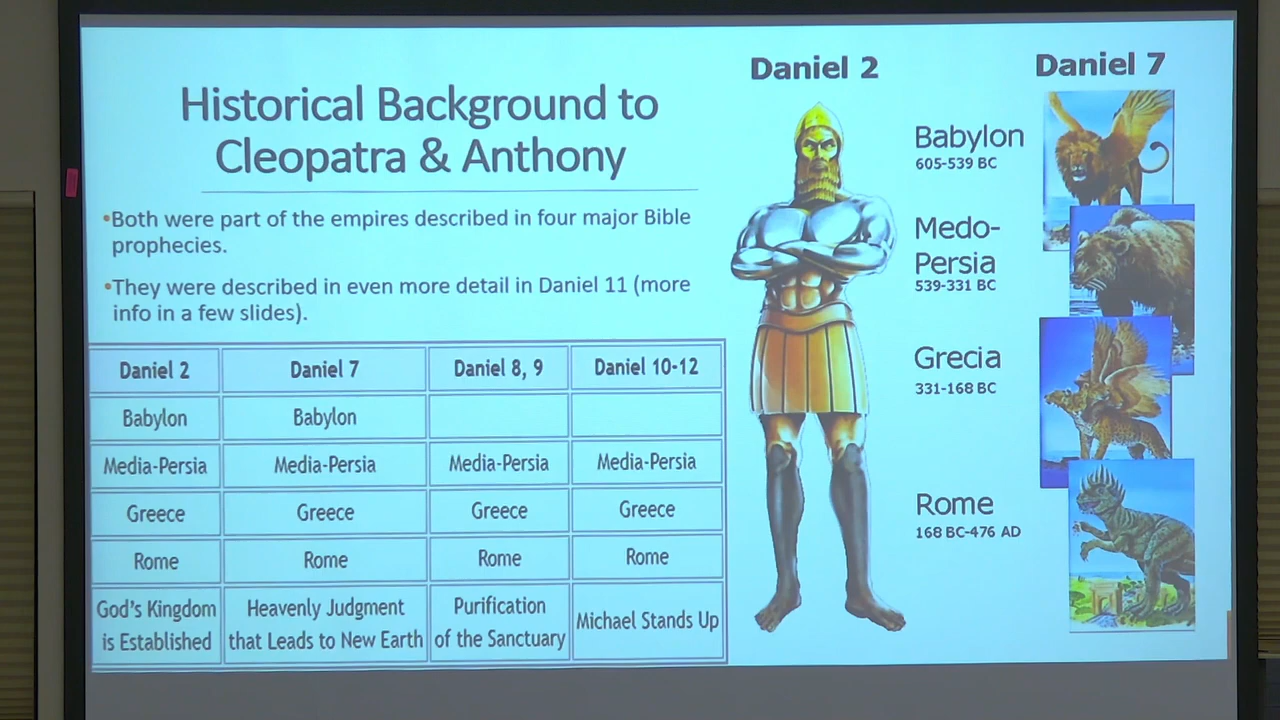 Historical Background to
Cleopatra & Anthony
•Both were part of the empires described in four major Bible
prophecies.
•They were described in even more detail in Daniel 11 (more
info in a few slides).
Daniel 2 Daniel 7 Daniel 8, 9 Daniel 10-12
Babylon Babylon
Media-Persia Media-Persia Media-Persia Media-Persia
Greece Greece Greece Greece
Rome Rome Rome Rome
God's Kingdom
is Established
Heavenly Judgment
that Leads to New Earth
Purification
of the Sanctuary
Michael Stands Up
Daniel 2
Daniel 7
Babylon
605-539 BC
Medo-
Persia
539-331 BC
Grecia
331-168 BC
Rome
168 BC-476 AD